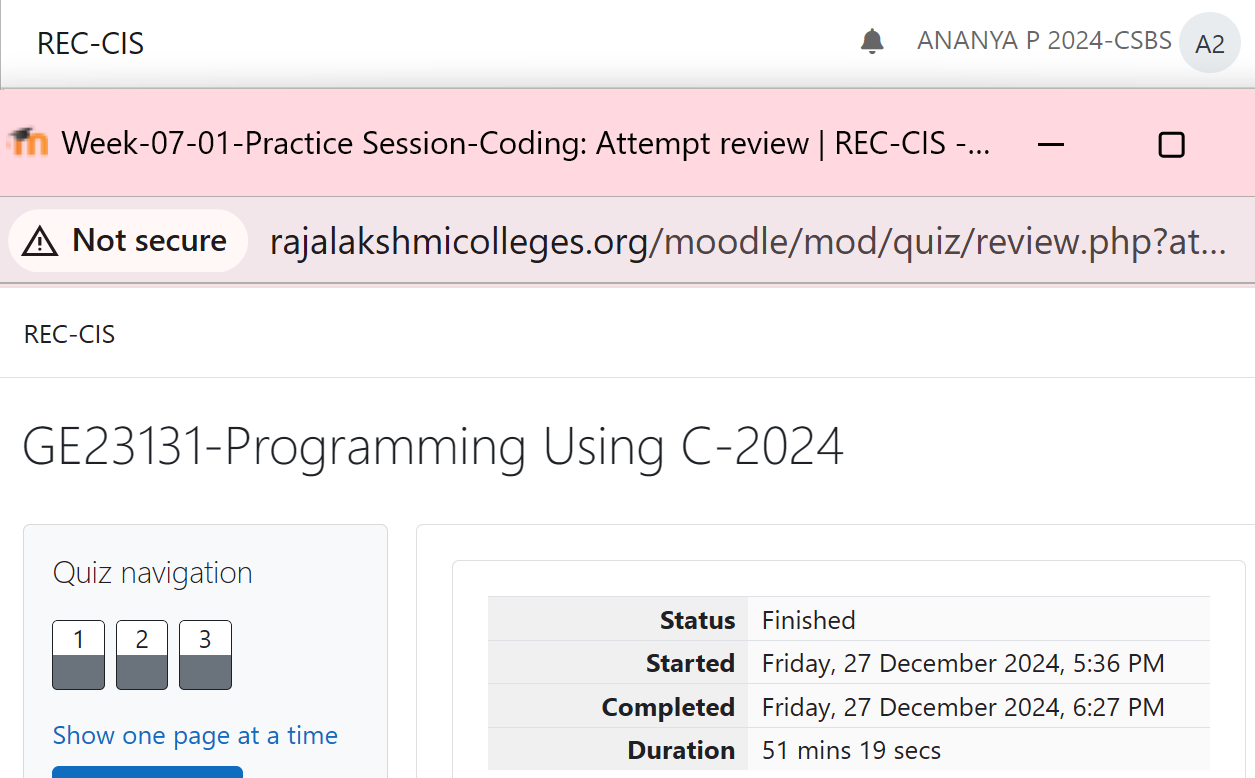 REC-CIS
ANANYA P 2024-CSBS A2
Week-07-01-Practice Session-Coding: Attempt review | REC-CIS -...
Not secure rajalakshmicolleges.org/moodle/mod/quiz/review.php?at...
REC-CIS
GE23131-Programming Using C-2024
Quiz navigation
1 2 3
Show one page at a time
Status Finished
Started Friday, 27 December 2024, 5:36 PM
Completed Friday, 27 December 2024, 6:27 PM
Duration 51 mins 19 secs